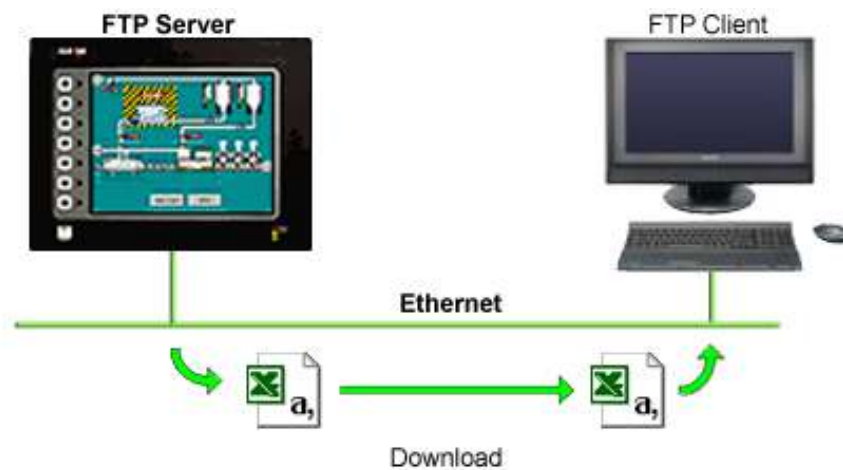 FTP Server
FTP Client
Ethernet
a,
a,
Download